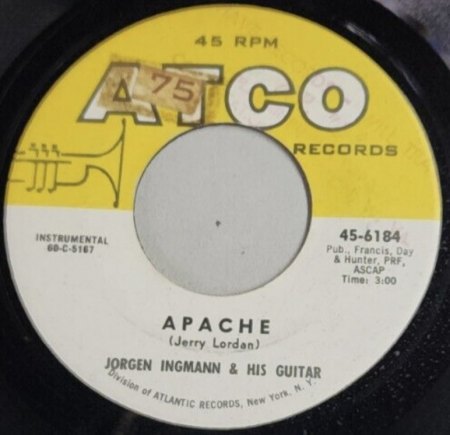 45 RPM
75
ATCO
RECORDS
INSTRUMENTAL
60-C-5167
45-6184
Pub., Francis, Day
& Hunter, PRF,
ASCAP
Time: 3:00
APACHE
(Jerry Lordan)
JORGEN INGMANN & HIS GUITAR
Division of ATLANTIC RECORDS, New York, N. Y.